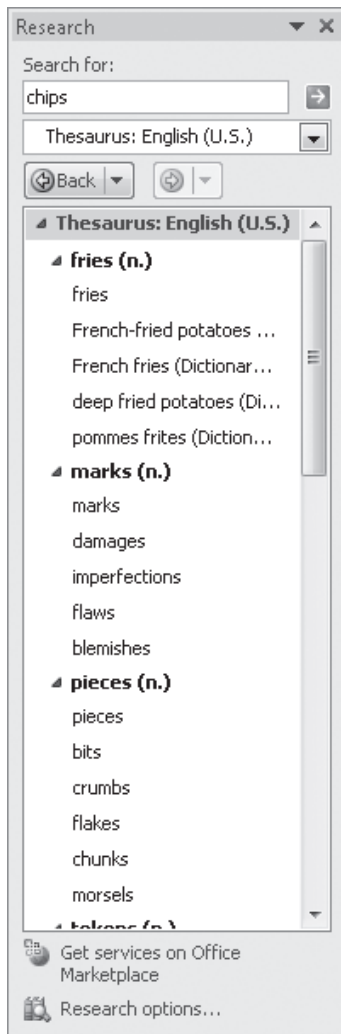 Research
Search for:
chips
Thesaurus: English (U.S.)
Back
Thesaurus: English (U.S.)
fries (n.)
fries
French-fried potatoes ...
French fries (Dictionar...
deep fried potatoes (Di...
pommes frites (Diction...
marks (n.)
marks
damages
imperfections
flaws
blemishes
pieces (n.)
pieces
bits
crumbs
flakes
chunks
morsels
tokens (n.)
Get services on Office
Marketplace
Research options...